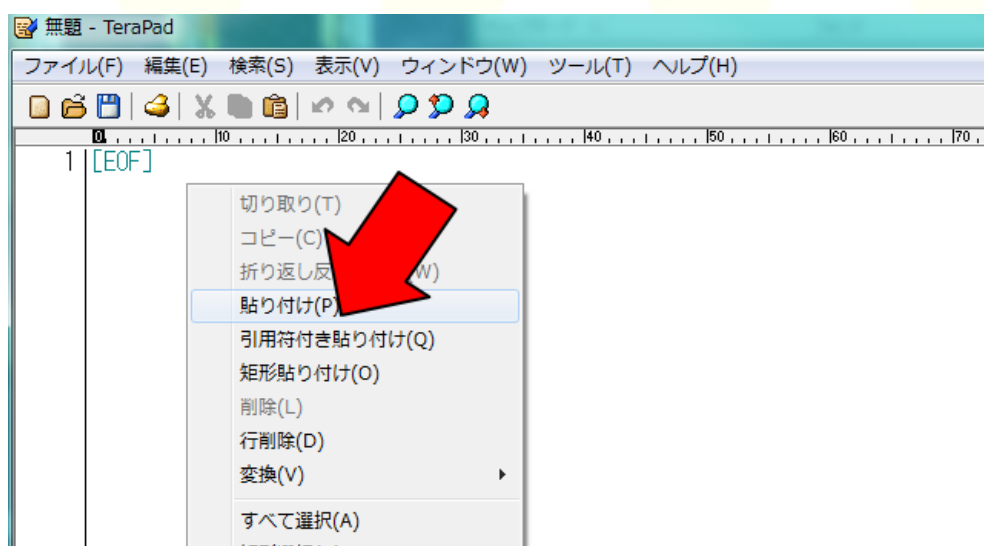 無題 - TeraPad
ファイル(F) 編集(E) 検索(S) 表示(V) ウィンドウ(W) ツール(T) ヘルプ(H)
0 10 20 30 40 50 60 70
1 [EOF]
切り取り(T)
コピー(C)
折り返し反 W)
貼り付け(P)
引用符付き貼り付け(Q)
矩形貼り付け(O)
削除(L)
行削除(D)
変換(V)
すべて選択(A)